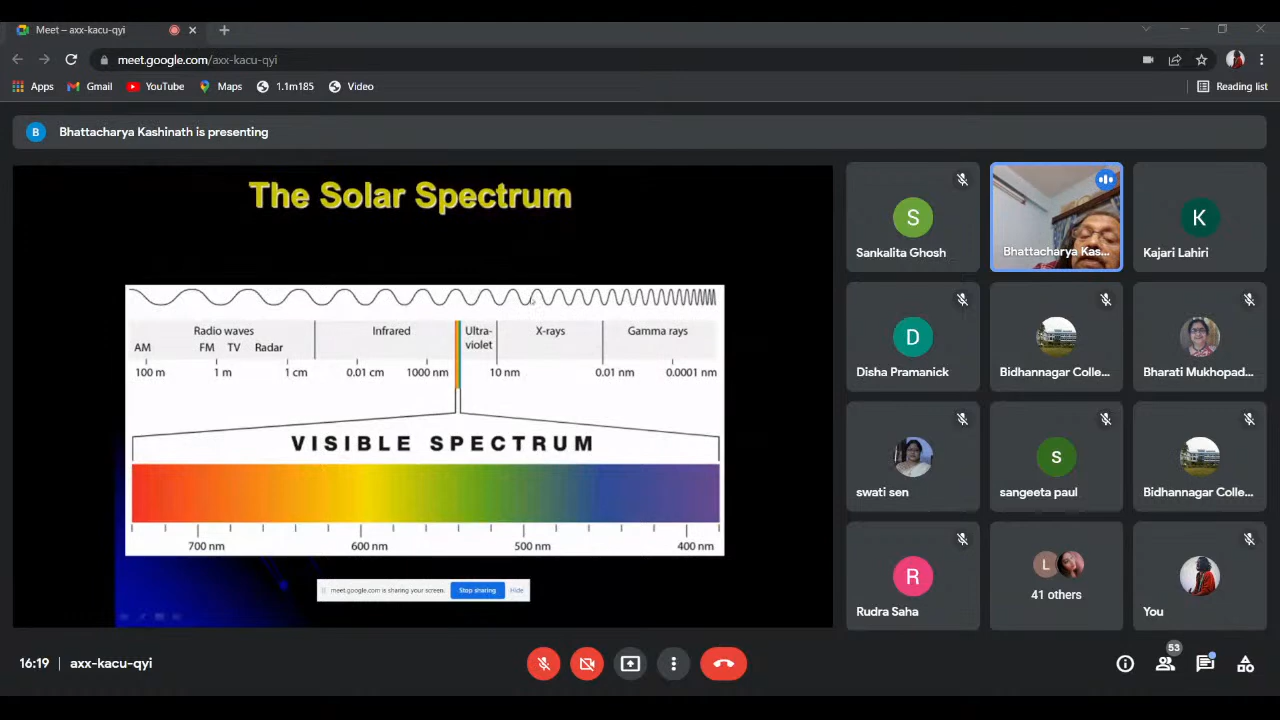 Meet – axx-kacu-qyi
meet.google.com/axx-kacu-qyi
Apps Gmail YouTube Maps 1.1m185 Video Reading list
B Bhattacharya Kashinath is presenting
The Solar Spectrum
Radio waves Infrared Ultra-violet X-rays Gamma rays
AM FM TV Radar
100 m 1 m 1 cm 0.01 cm 1000 nm 10 nm 0.01 nm 0.0001 nm
VISIBLE SPECTRUM
700 nm 600 nm 500 nm 400 nm
meet.google.com is sharing your screen. Stop sharing Hide
S
Sankalita Ghosh
Bhattacharya Kas...
K
Kajari Lahiri
D
Disha Pramanick
Bidhannagar Colle...
Bharati Mukhopad...
swati sen
s
sangeeta paul
Bidhannagar Colle...
R
Rudra Saha
L
41 others
You
16:19 | axx-kacu-qyi
53